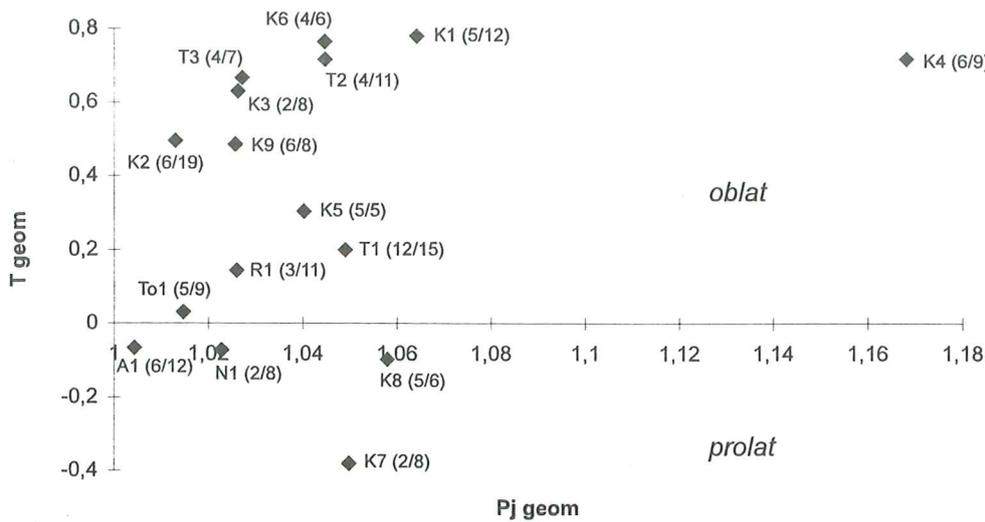 K6 (4/6)
0,8
K1 (5/12)
T3 (4/7)
T2 (4/11)
K4 (6/9)
0,6
K3 (2/8)
K2 (6/19)
K9 (6/8)
0,4
oblat
K5 (5/5)
T geom
0,2
T1 (12/15)
R1 (3/11)
To1 (5/9)
0
1 1,02 1,04 1,06 1,08 1,1 1,12 1,14 1,16 1,18
A1 (6/12)
N1 (2/8)
K8 (5/6)
-0,2
prolat
K7 (2/8)
-0,4
Pj geom